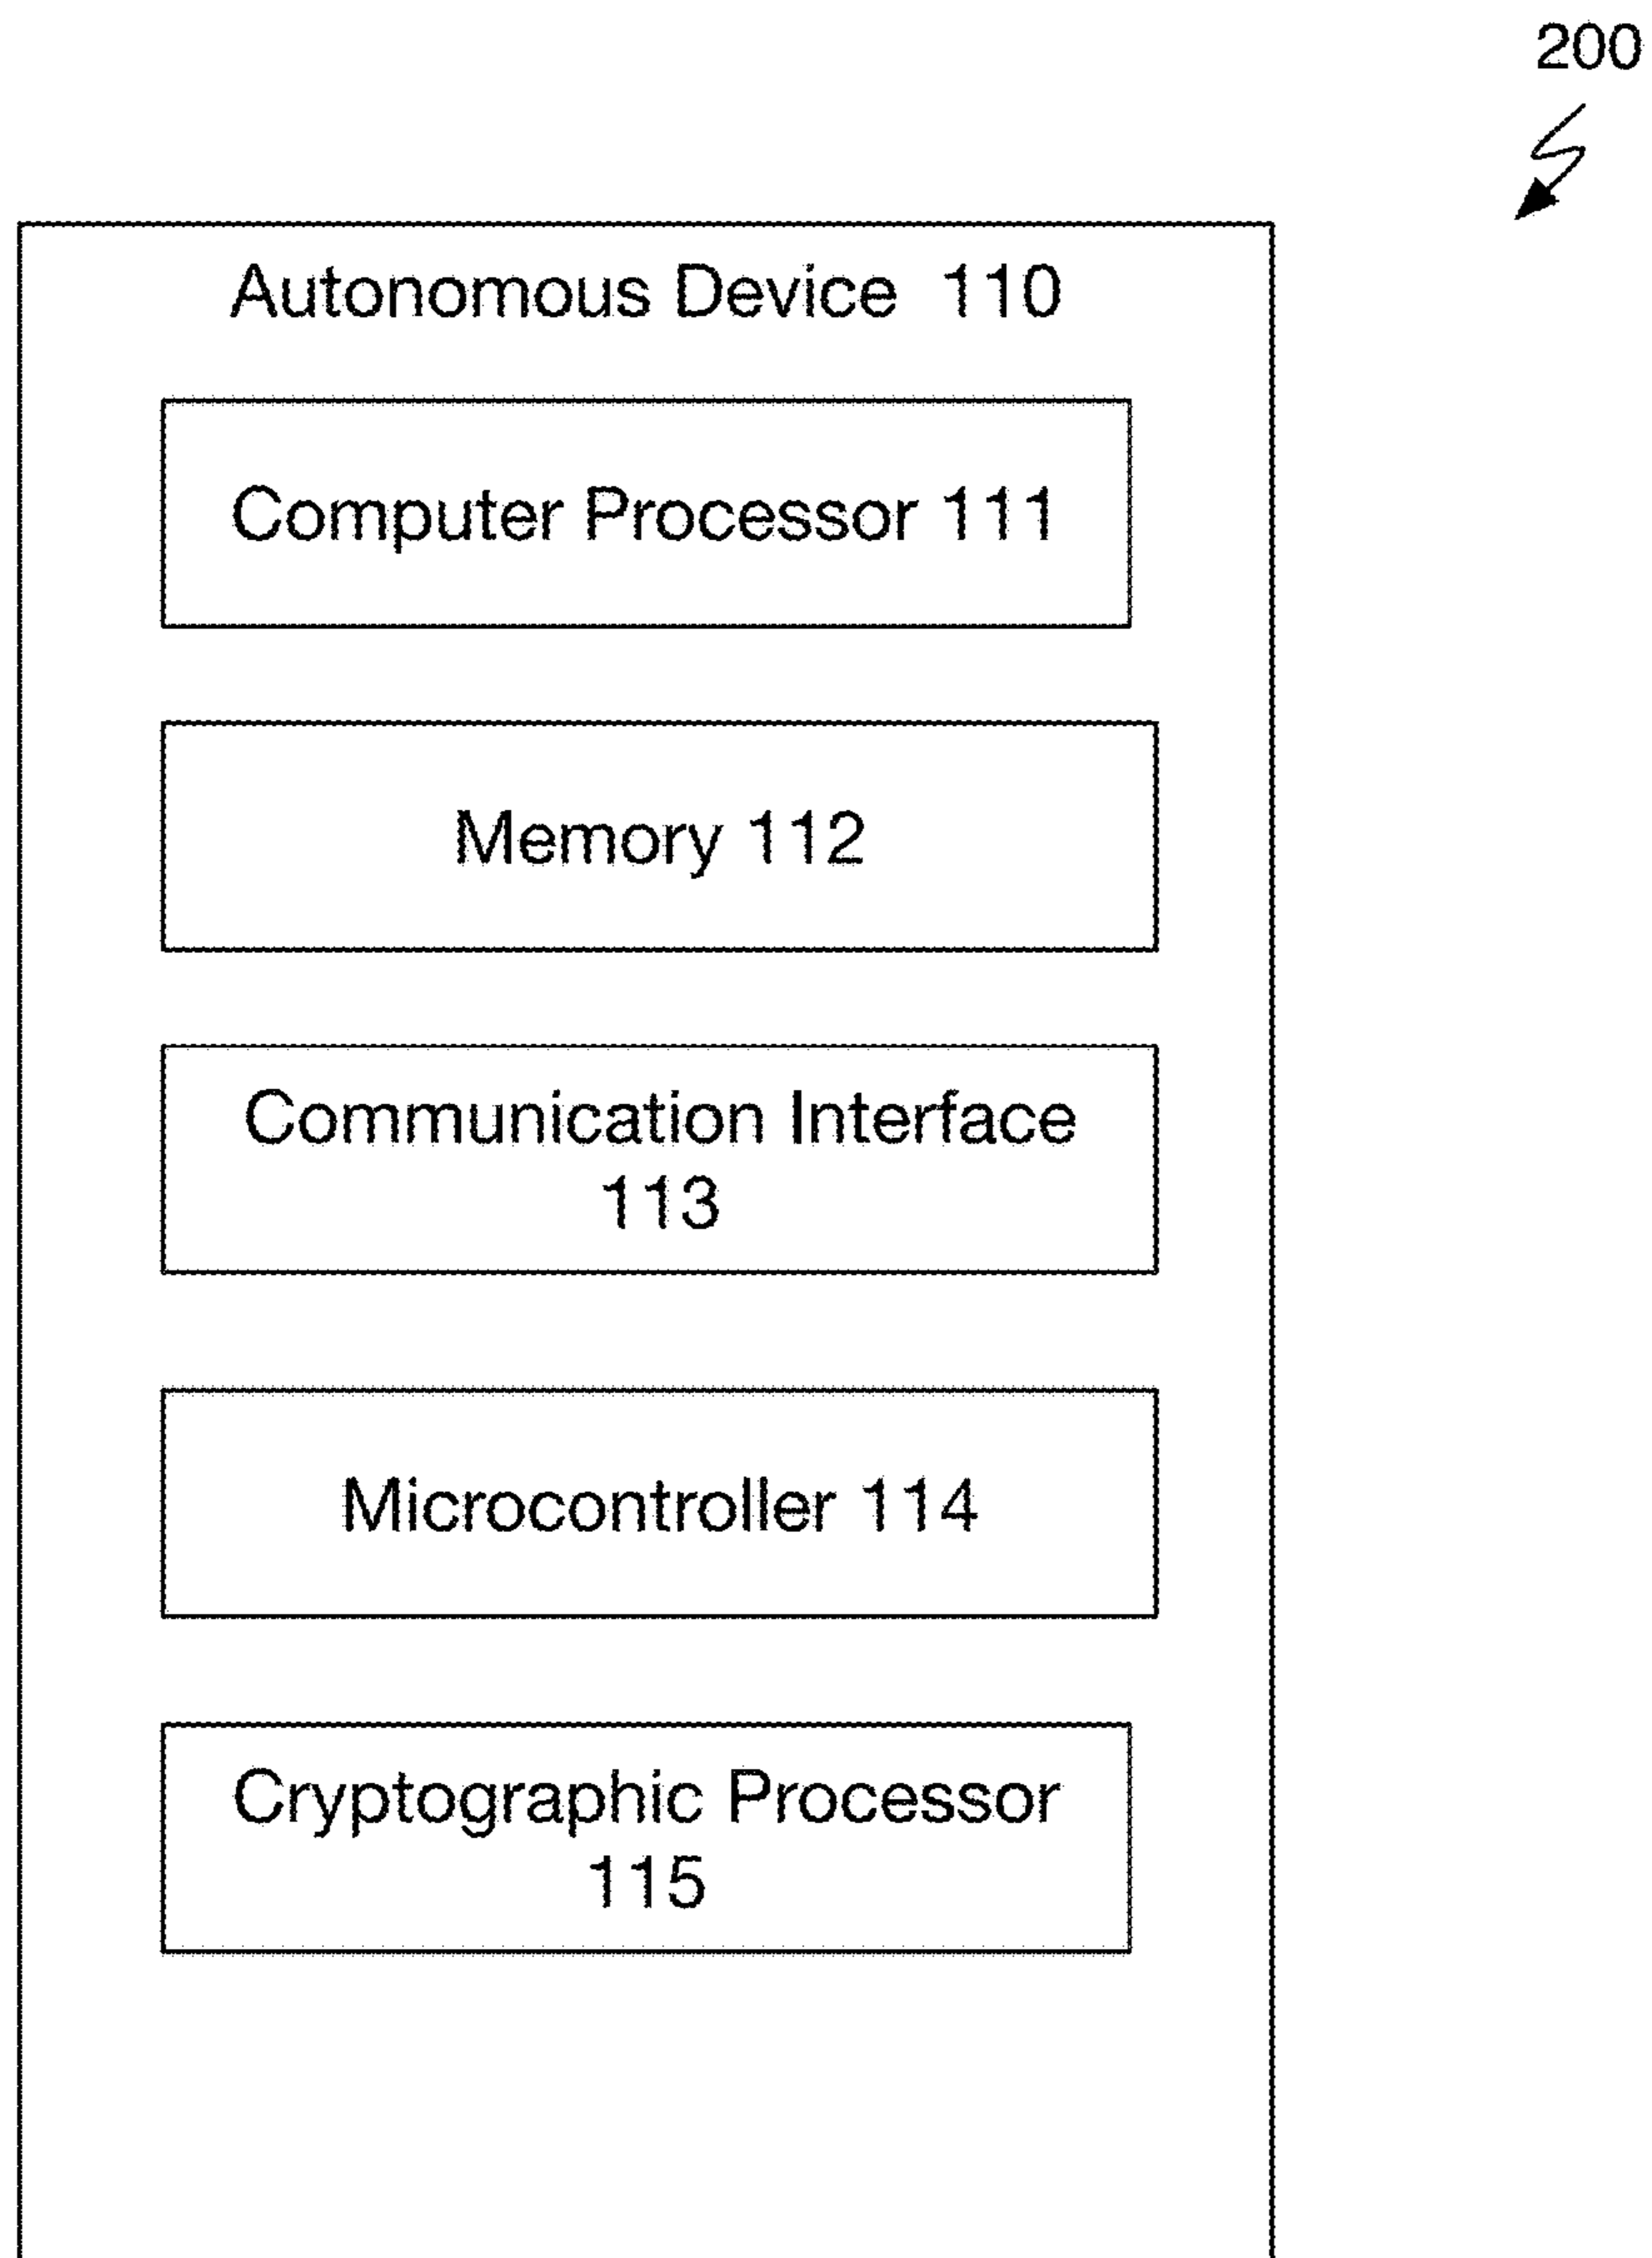 200
Autonomous Device 110
Computer Processor 111
Memory 112
Communication Interface
113
Microcontroller 114
Cryptographic Processor
115